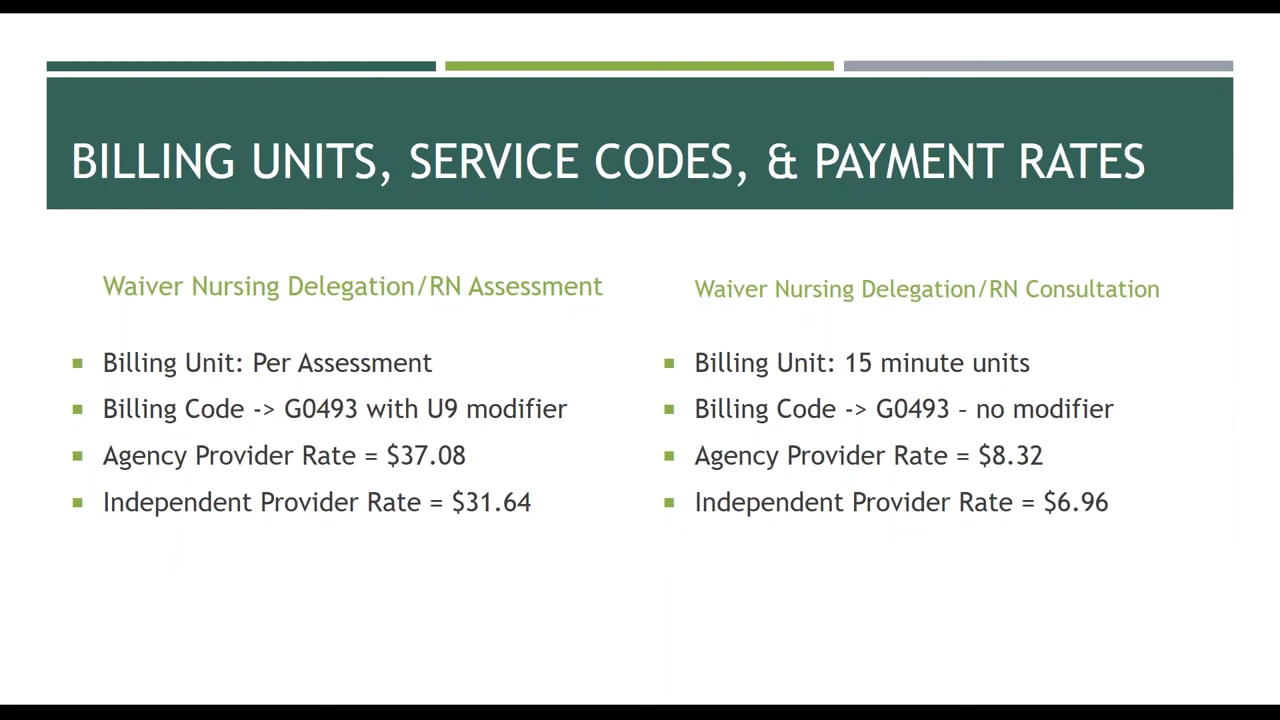 BILLING UNITS, SERVICE CODES, & PAYMENT RATES
Waiver Nursing Delegation/RN Assessment
Billing Unit: Per Assessment
Billing Code -> G0493 with U9 modifier
Agency Provider Rate = $37.08
Independent Provider Rate = $31.64
Waiver Nursing Delegation/RN Consultation
Billing Unit: 15 minute units
Billing Code -> G0493 – no modifier
Agency Provider Rate = $8.32
Independent Provider Rate = $6.96